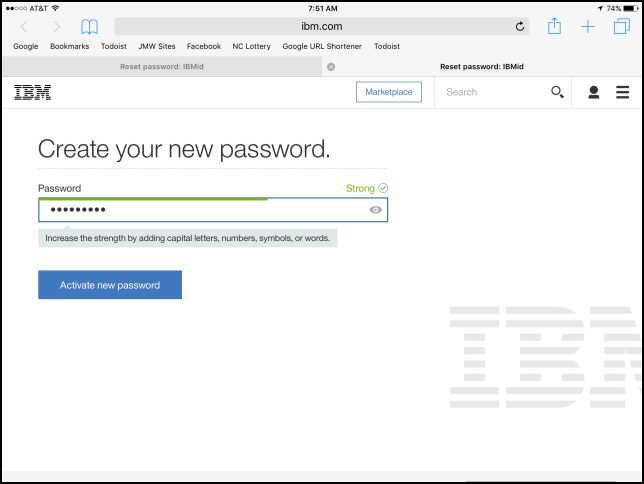 AT&T 7:51 AM 74%
ibm.com
Google Bookmarks Todoist JMW Sites Facebook NC Lottery Google URL Shortener Todoist
Reset password: IBMid Reset password: IBMid
IBM Marketplace Search
Create your new password.
Password Strong
•••••••••
Increase the strength by adding capital letters, numbers, symbols, or words.
Activate new password
IBM